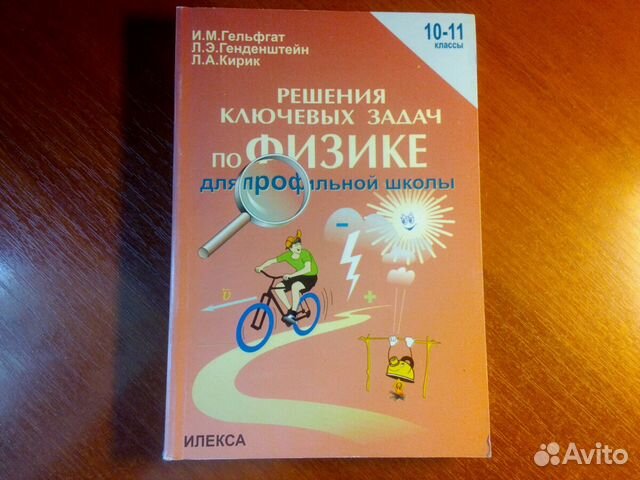 И.М.Гельфгат
Л.Э.Генденштейн
Л.А.Кирик
10-11
классы
РЕШЕНИЯ
КЛЮЧЕВЫХ ЗАДАЧ
ПО ФИЗИКЕ
для профильной школы
-
+
υ
ИЛЕКСА
Avito